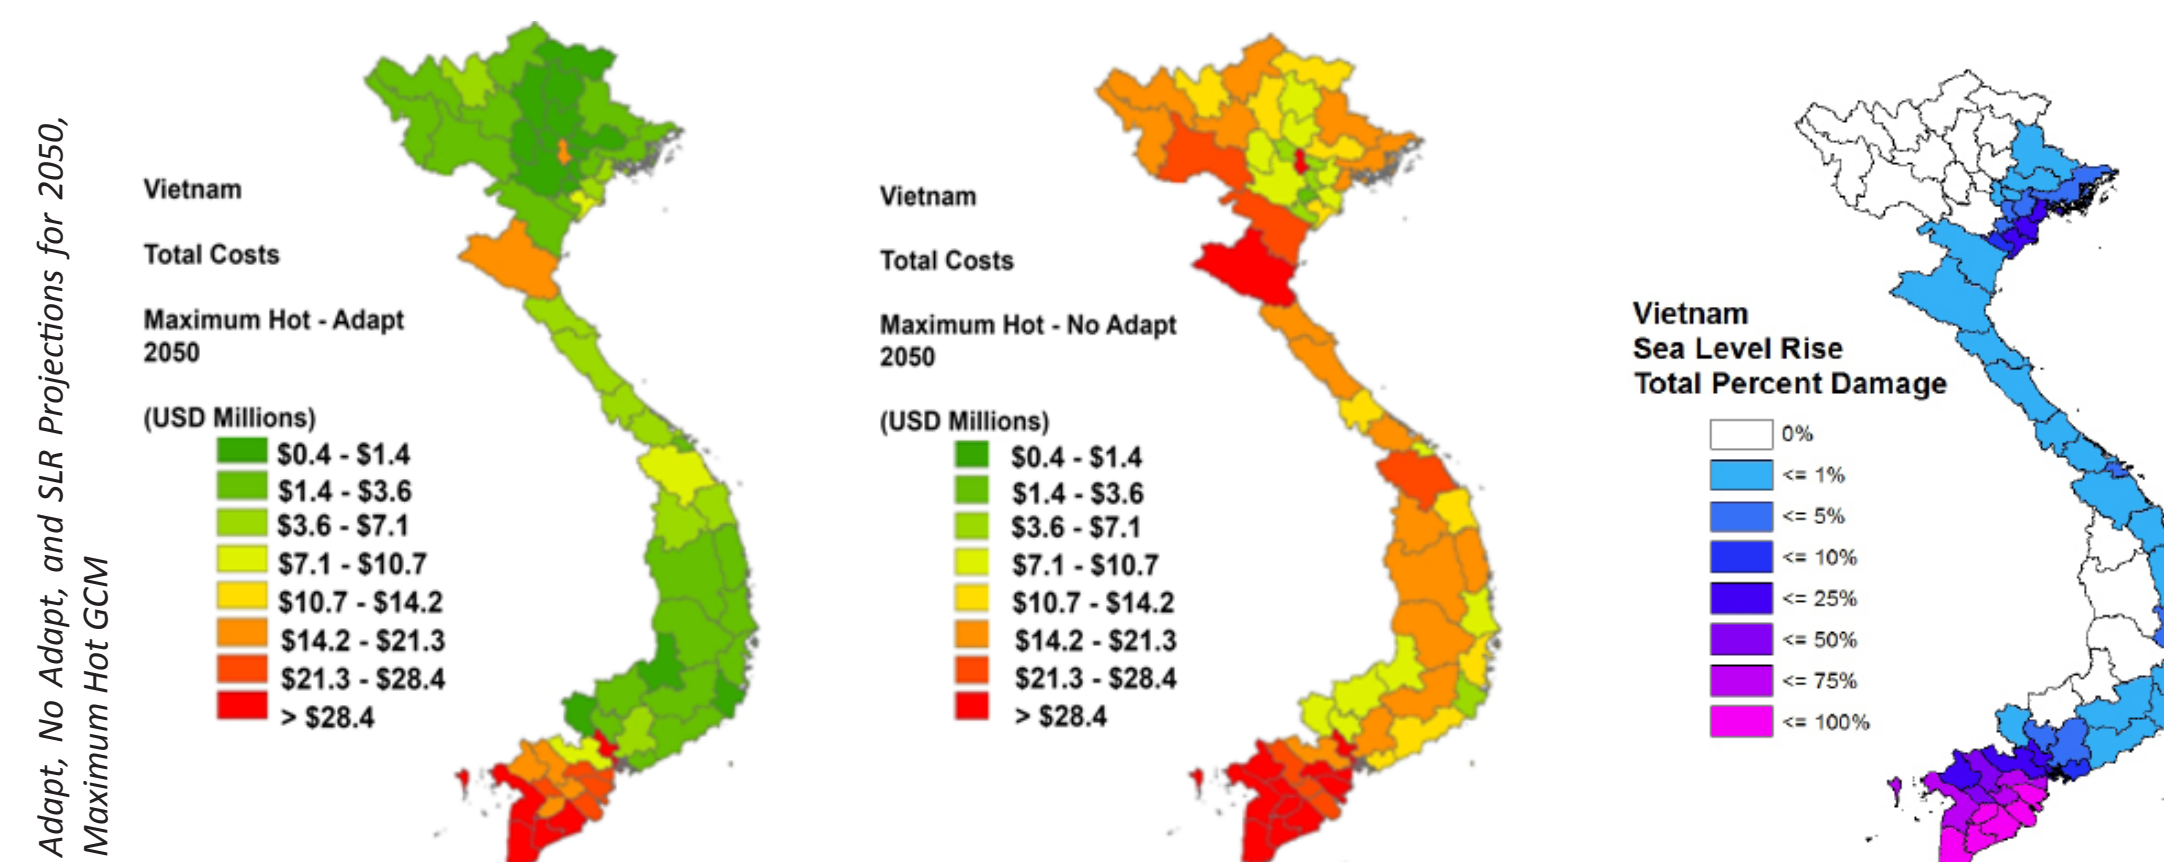 Adapt, No Adapt, and SLR Projections for 2050,
Maximum Hot GCM
Vietnam
Total Costs
Maximum Hot - Adapt
2050
(USD Millions)
$0.4 - $1.4
$1.4 - $3.6
$3.6 - $7.1
$7.1 - $10.7
$10.7 - $14.2
$14.2 - $21.3
$21.3 - $28.4
> $28.4
Vietnam
Total Costs
Maximum Hot - No Adapt
2050
(USD Millions)
$0.4 - $1.4
$1.4 - $3.6
$3.6 - $7.1
$7.1 - $10.7
$10.7 - $14.2
$14.2 - $21.3
$21.3 - $28.4
> $28.4
Vietnam
Sea Level Rise
Total Percent Damage
0%
<= 1%
<= 5%
<= 10%
<= 25%
<= 50%
<= 75%
<= 100%